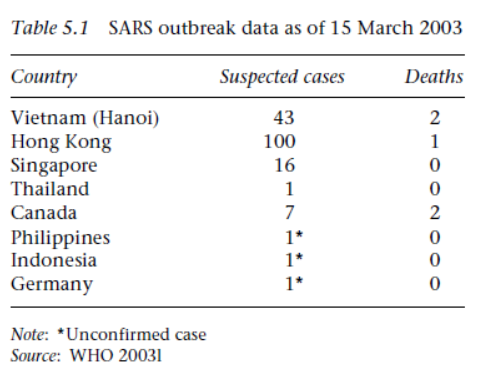 Table 5.1 SARS outbreak data as of 15 March 2003
Country Suspected cases Deaths
Vietnam (Hanoi) 43 2
Hong Kong 100 1
Singapore 16 0
Thailand 1 0
Canada 7 2
Philippines 1* 0
Indonesia 1* 0
Germany 1* 0
Note: *Unconfirmed case
Source: WHO 2003l